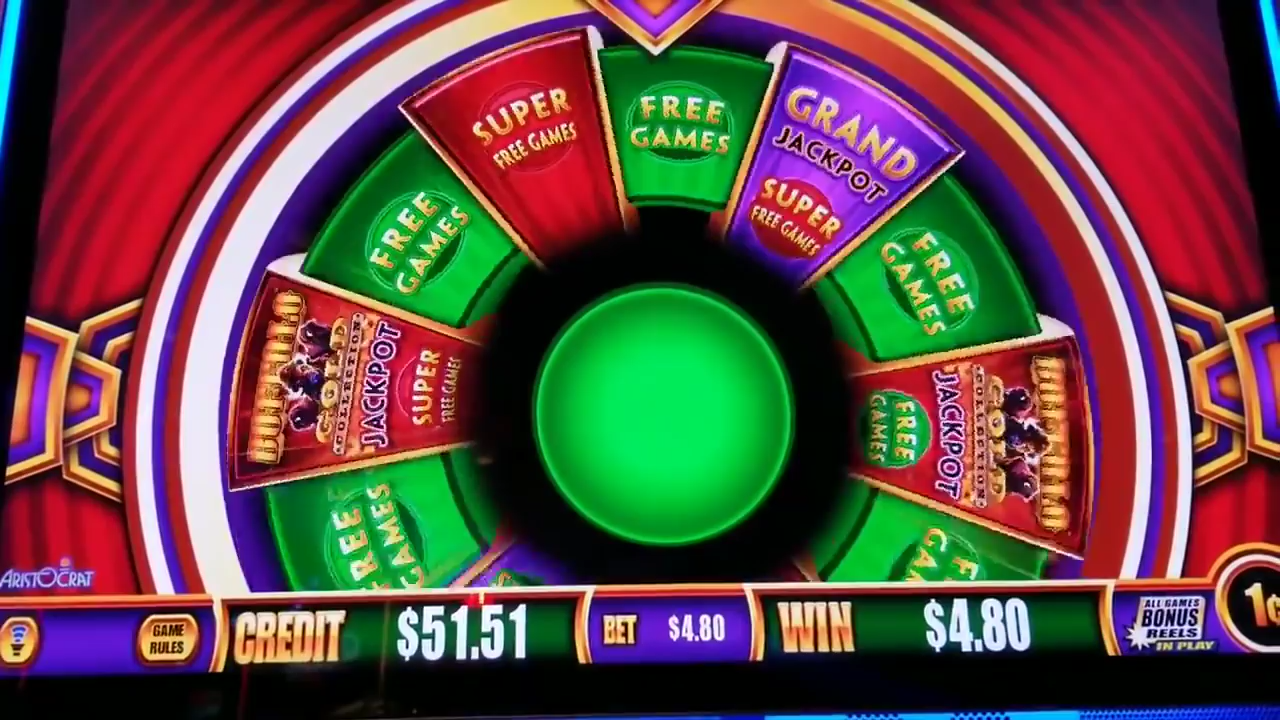 SUPER
FREE GAMES
FREE
GAMES
GRAND
JACKPOT
SUPER
FREE GAMES
FREE
GAMES
FREE
GAMES
BUFFALO
GOLD
COLLECTION
JACKPOT
SUPER
FREE GAMES
BUFFALO
GOLD
COLLECTION
JACKPOT
FREE
GAMES
FREE
GAMES
ARISTOCRAT
GAME
RULES
CREDIT $51.51
BET $4.80
WIN $4.80
ALL GAMES
BONUS
REELS
IN PLAY
1¢